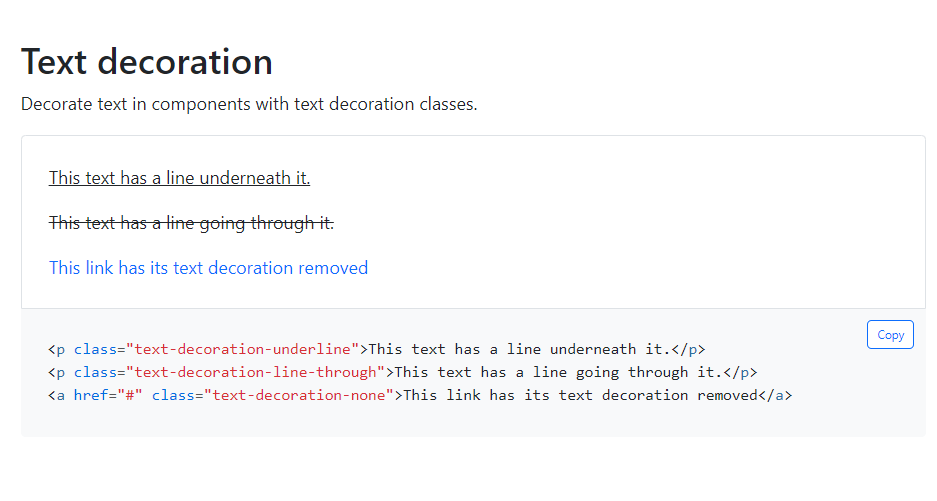 Text decoration
Decorate text in components with text decoration classes.
This text has a line underneath it.
This text has a line going through it.
This link has its text decoration removed
Copy
<p class="text-decoration-underline">This text has a line underneath it.</p>
<p class="text-decoration-line-through">This text has a line going through it.</p>
<a href="#" class="text-decoration-none">This link has its text decoration removed</a>